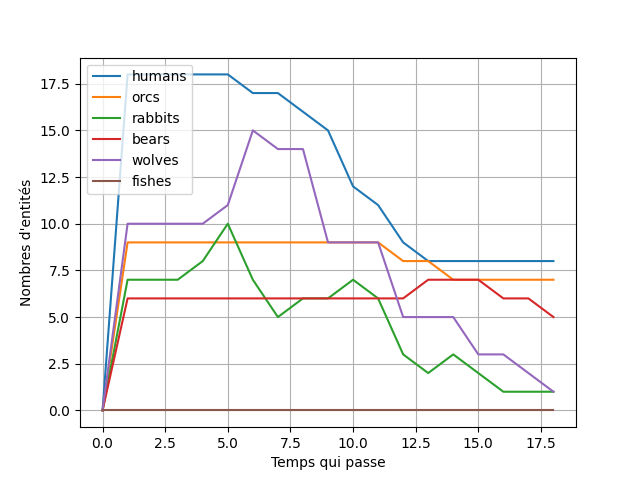 humans
orcs
rabbits
bears
wolves
fishes
17.5
15.0
12.5
10.0
7.5
5.0
2.5
0.0
Nombres d'entités
0.0 2.5 5.0 7.5 10.0 12.5 15.0 17.5
Temps qui passe